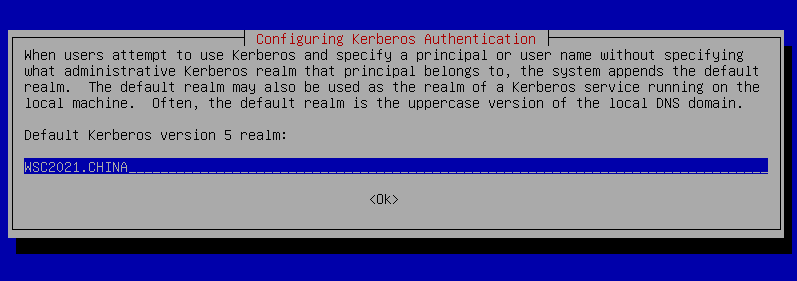 Configuring Kerberos Authentication
When users attempt to use Kerberos and specify a principal or user name without specifying
what administrative Kerberos realm that principal belongs to, the system appends the default
realm.  The default realm may also be used as the realm of a Kerberos service running on the
local machine.  Often, the default realm is the uppercase version of the local DNS domain.
Default Kerberos version 5 realm:
WSC2021.CHINA
<Ok>